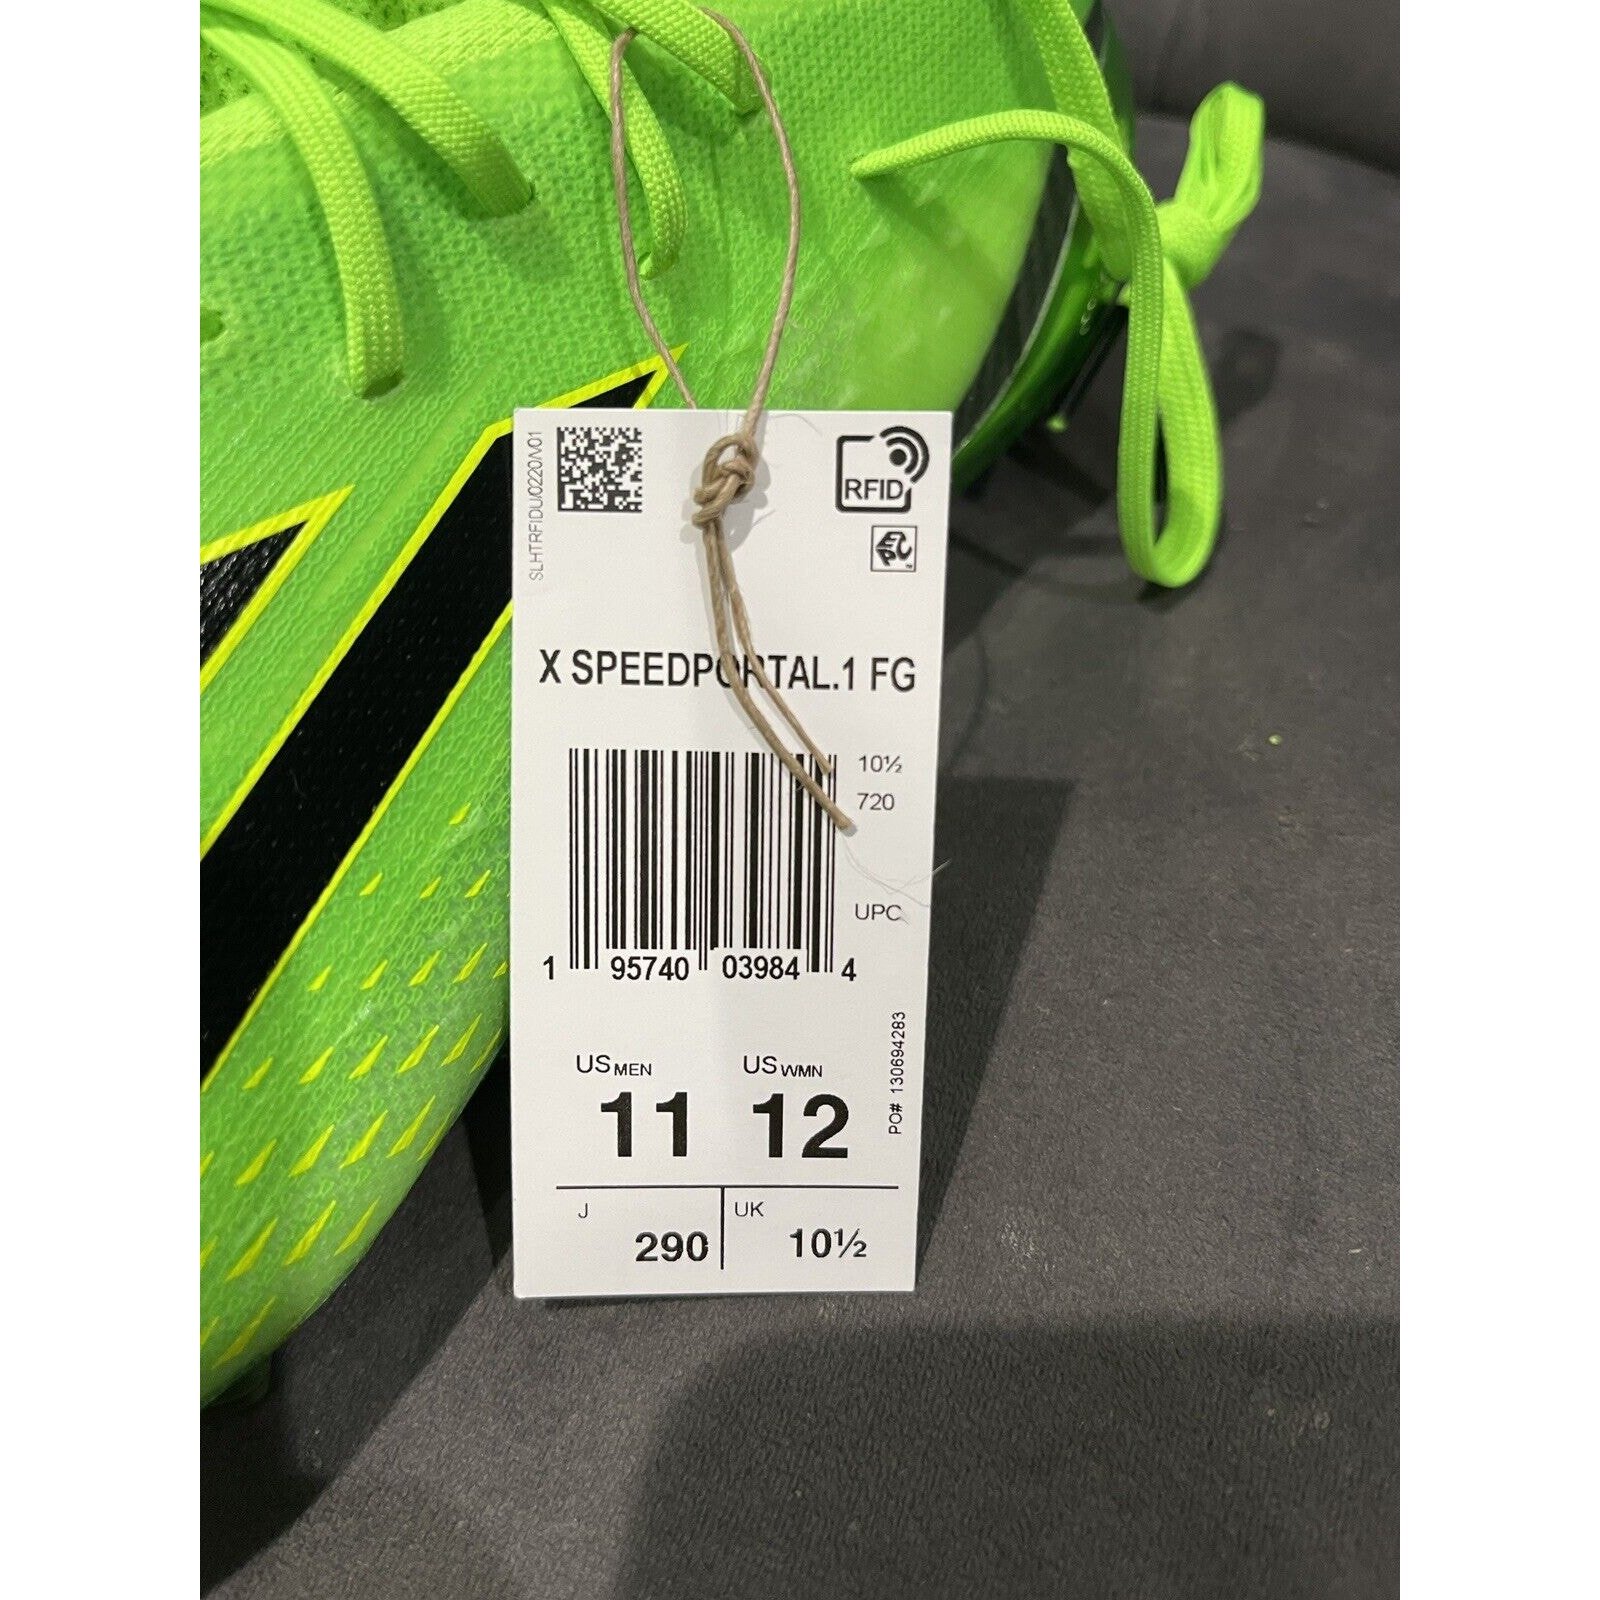 SLHTRFIDU/0220/V01
RFID
EPC
X SPEEDPORTAL.1 FG
10½
720
UPC
1 95740 03984 4
PO# 130694283
US MEN US WMN
11 12
J UK
290 10½